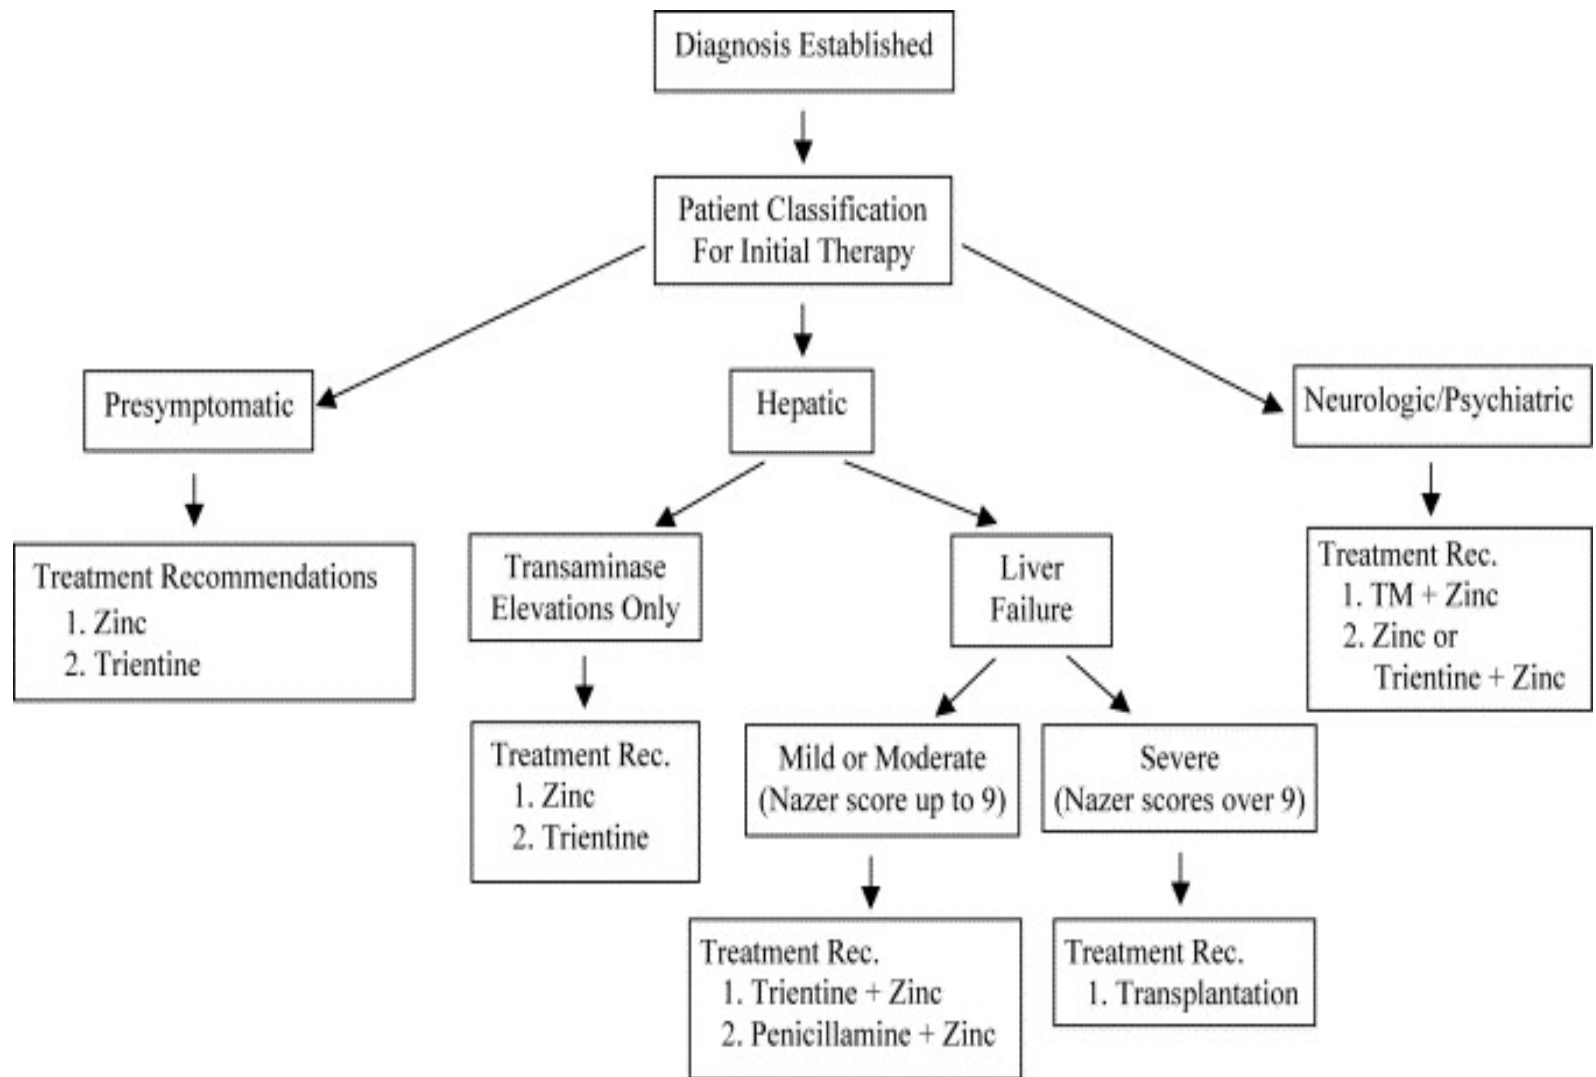 Diagnosis Established
Patient Classification
For Initial Therapy
Presymptomatic
Hepatic
Neurologic/Psychiatric
Treatment Recommendations
1. Zinc
2. Trientine
Transaminase
Elevations Only
Liver
Failure
Treatment Rec.
1. TM + Zinc
2. Zinc or
Trientine + Zinc
Treatment Rec.
1. Zinc
2. Trientine
Mild or Moderate
(Nazer score up to 9)
Severe
(Nazer scores over 9)
Treatment Rec.
1. Trientine + Zinc
2. Penicillamine + Zinc
Treatment Rec.
1. Transplantation